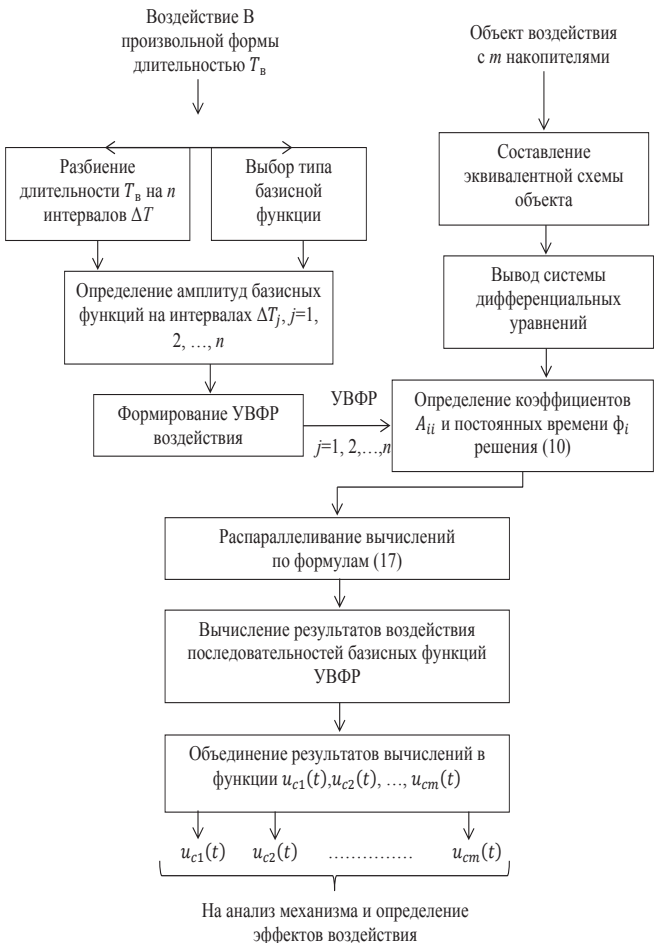 Воздействие В
произвольной формы
длительностью Tв
Объект воздействия
с m накопителями
Разбиение
длительности Tв на n
интервалов ΔT
Выбор типа
базисной
функции
Составление
эквивалентной схемы
объекта
Определение амплитуд базисных
функций на интервалах ΔTj, j=1,
2, …, n
Вывод системы
дифференциальных
уравнений
Формирование УВФР
воздействия
УВФР
j=1, 2,…,n
Определение коэффициентов
Aii и постоянных времени фi
решения (10)
Распараллеливание вычислений
по формулам (17)
Вычисление результатов воздействия
последовательностей базисных функций
УВФР
Объединение результатов вычислений в
функции uc1(t),uc2(t), …, ucm(t)
uc1(t) uc2(t) …………… ucm(t)
На анализ механизма и определение
эффектов воздействия